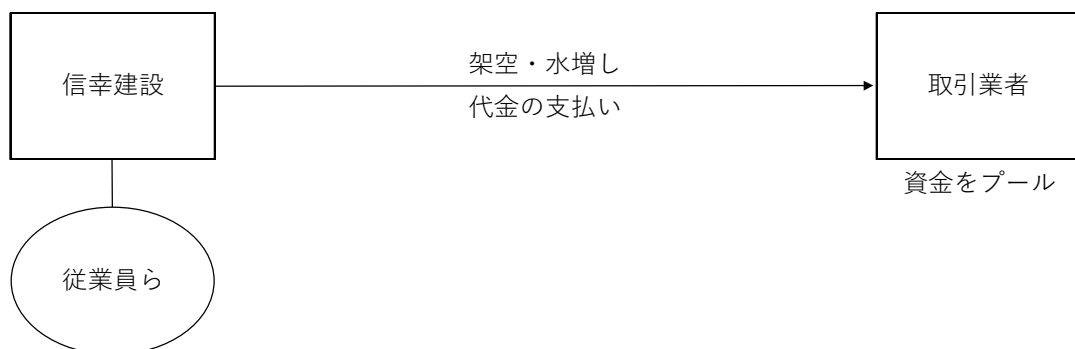 架空・水増し
信幸建設
取引業者
代金の支払い
資金をプール
従業員ら